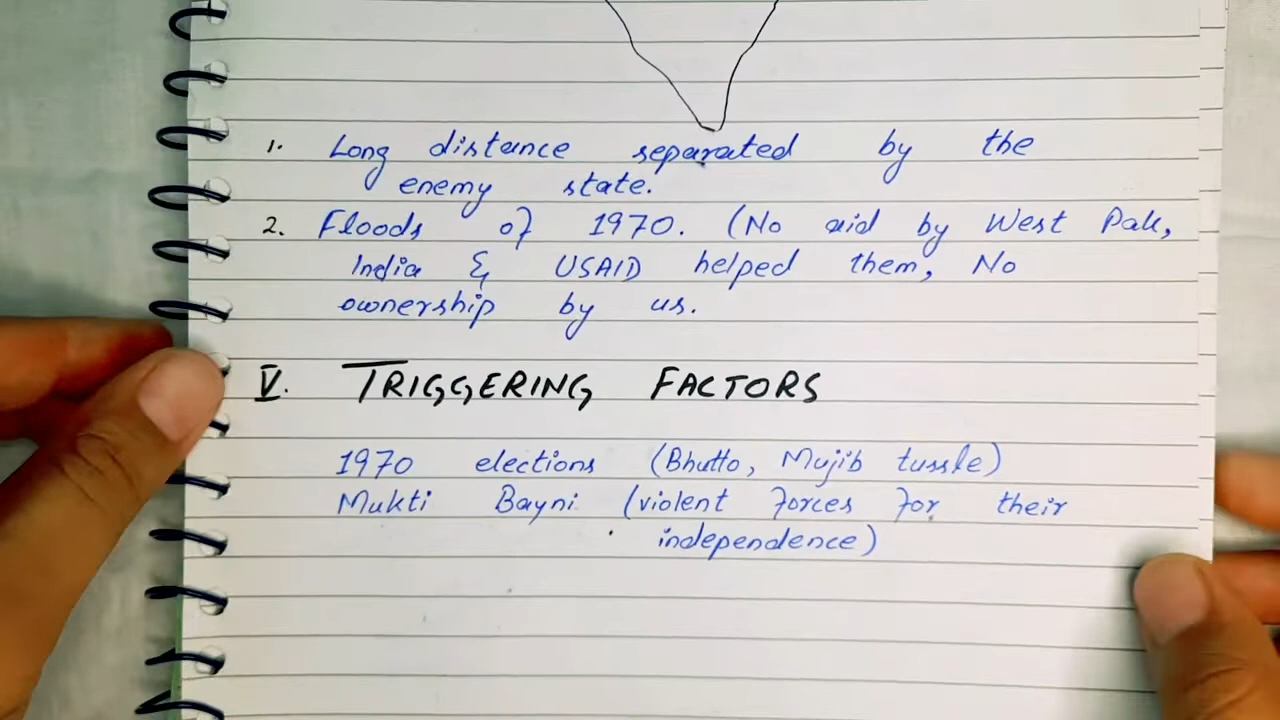 1. Long distance separated by the
enemy state.
2. Floods of 1970. (No aid by West Pak,
India & USAID helped them, No
ownership by us.
V. TRIGGERING FACTORS
1970 elections (Bhutto, Mujib tussle)
Mukti Bayni (violent forces for their
independence)